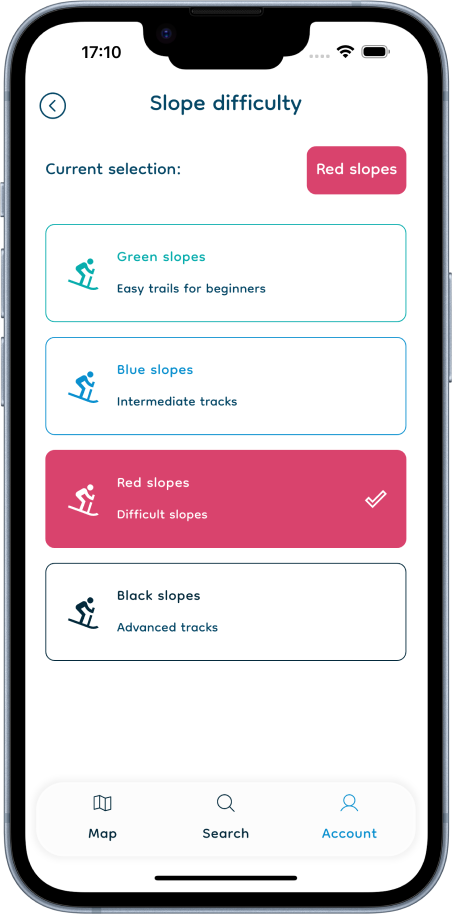 17:10
Slope difficulty
Current selection:
Red slopes
Green slopes
Easy trails for beginners
Blue slopes
Intermediate tracks
Red slopes
Difficult slopes
Black slopes
Advanced tracks
Map
Search
Account